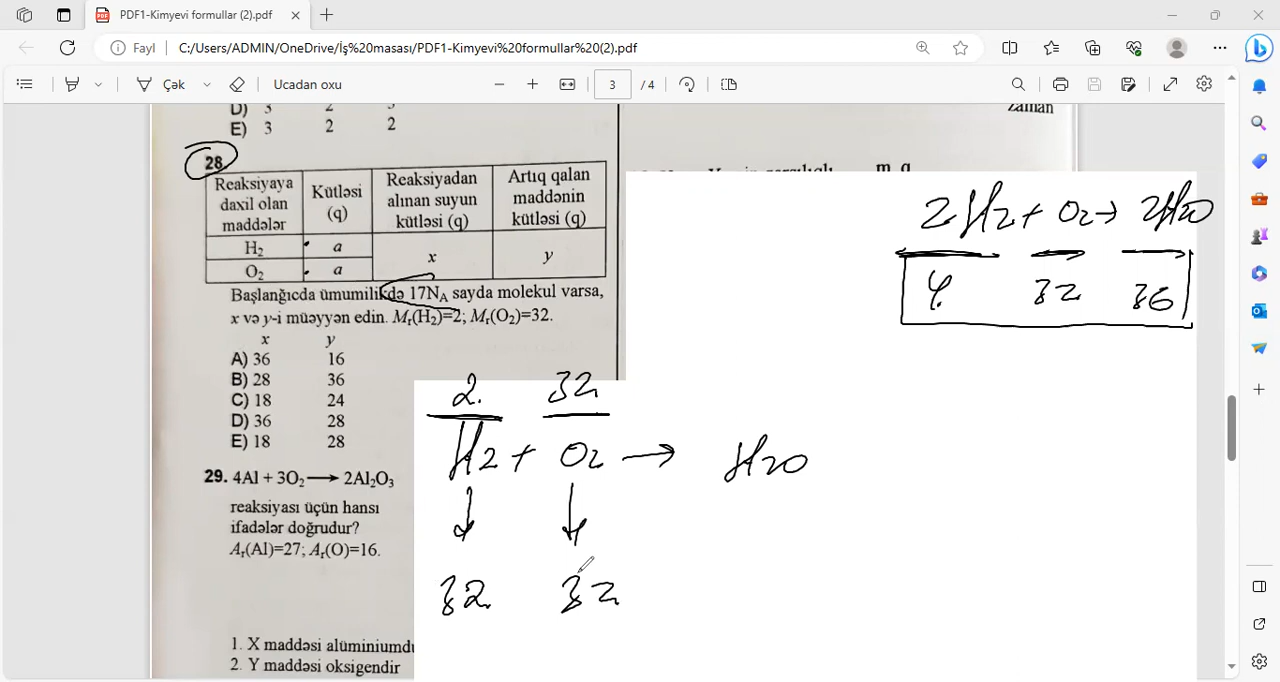 PDF1-Kimyevi formullar (2).pdf
Fayl C:/Users/ADMIN/OneDrive/İş%20masası/PDF1-Kimyevi%20formullar%20(2).pdf
Çək Ucadan oxu 3 / 4
D) 3 2 3
E) 3 2 2
zaman
28.
Reaksiyaya daxil olan maddələr
Kütləsi (q)
Reaksiyadan alınan suyun kütləsi (q)
Artıq qalan maddənin kütləsi (q)
H₂ a x y
O₂ a
Başlanğıcda ümumilikdə 17Nᴀ sayda molekul varsa,
x və y-i müəyyən edin. Mᵣ(H₂)=2; Mᵣ(O₂)=32.
x y
A) 36 16
B) 28 36
C) 18 24
D) 36 28
E) 18 28
29. 4Al + 3O₂ ⟶ 2Al₂O₃
reaksiyası üçün hansı
ifadələr doğrudur?
Aᵣ(Al)=27; Aᵣ(O)=16.
1. X maddəsi alüminiumdu
2. Y maddəsi oksigendir
2H2 + O2 → 2H2O
4. 32 36
2. 32
H2 + O2 → H2O
32. 32